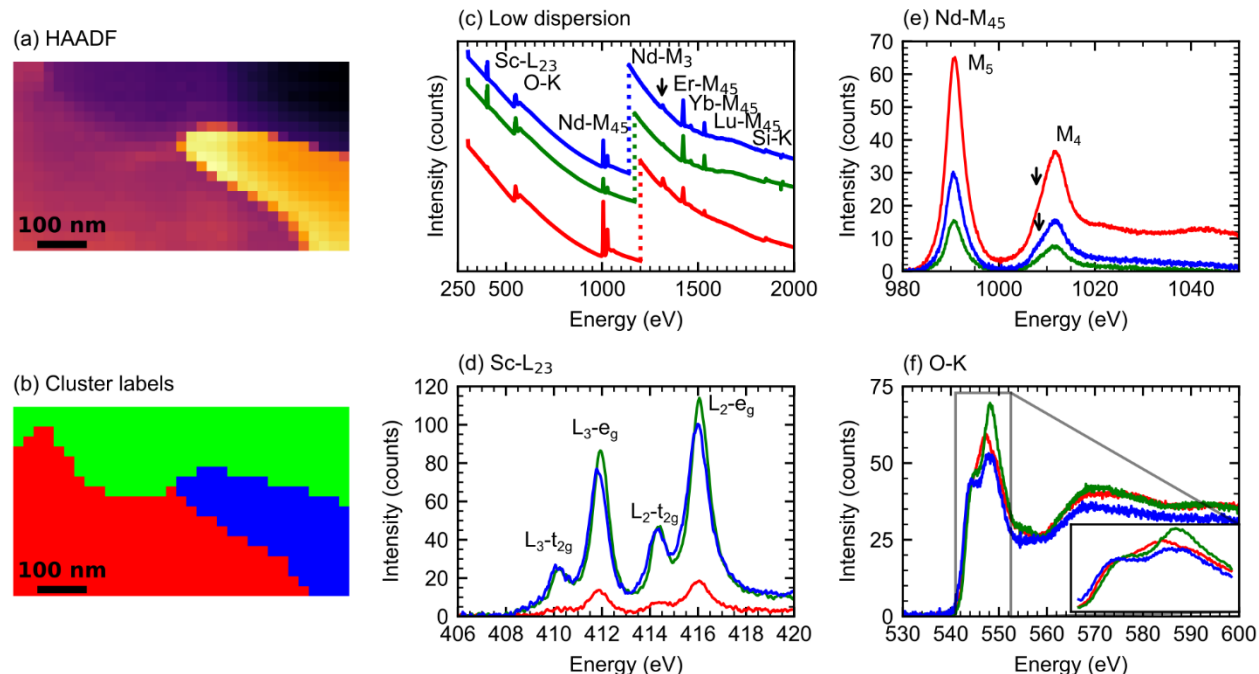 (a) HAADF
100 nm
(b) Cluster labels
100 nm
(c) Low dispersion
Intensity (counts)
Sc-L23
O-K
Nd-M45
Nd-M3
Er-M45
Yb-M45
Lu-M45
Si-K
250 500 1000 1500 2000
Energy (eV)
(d) Sc-L23
Intensity (counts)
120
100
80
60
40
20
0
L3-t2g
L3-eg
L2-t2g
L2-eg
406 408 410 412 414 416 418 420
Energy (eV)
(e) Nd-M45
Intensity (counts)
70
60
50
40
30
20
10
0
M5
M4
980 1000 1020 1040
Energy (eV)
(f) O-K
Intensity (counts)
75
50
25
0
530 540 550 560 570 580 590 600
Energy (eV)